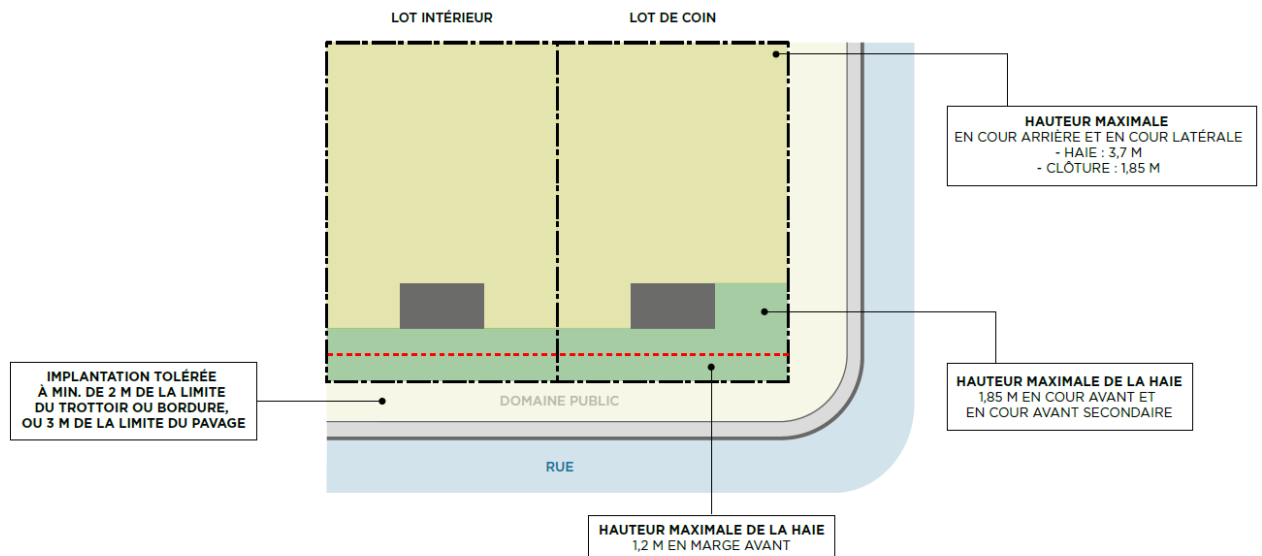 LOT INTÉRIEUR
LOT DE COIN
HAUTEUR MAXIMALE
EN COUR ARRIÈRE ET EN COUR LATÉRALE
- HAIE : 3,7 M
- CLÔTURE : 1,85 M
IMPLANTATION TOLÉRÉE
À MIN. DE 2 M DE LA LIMITE
DU TROTTOIR OU BORDURE,
OU 3 M DE LA LIMITE DU PAVAGE
HAUTEUR MAXIMALE DE LA HAIE
1,85 M EN COUR AVANT ET
EN COUR AVANT SECONDAIRE
DOMAINE PUBLIC
RUE
HAUTEUR MAXIMALE DE LA HAIE
1,2 M EN MARGE AVANT